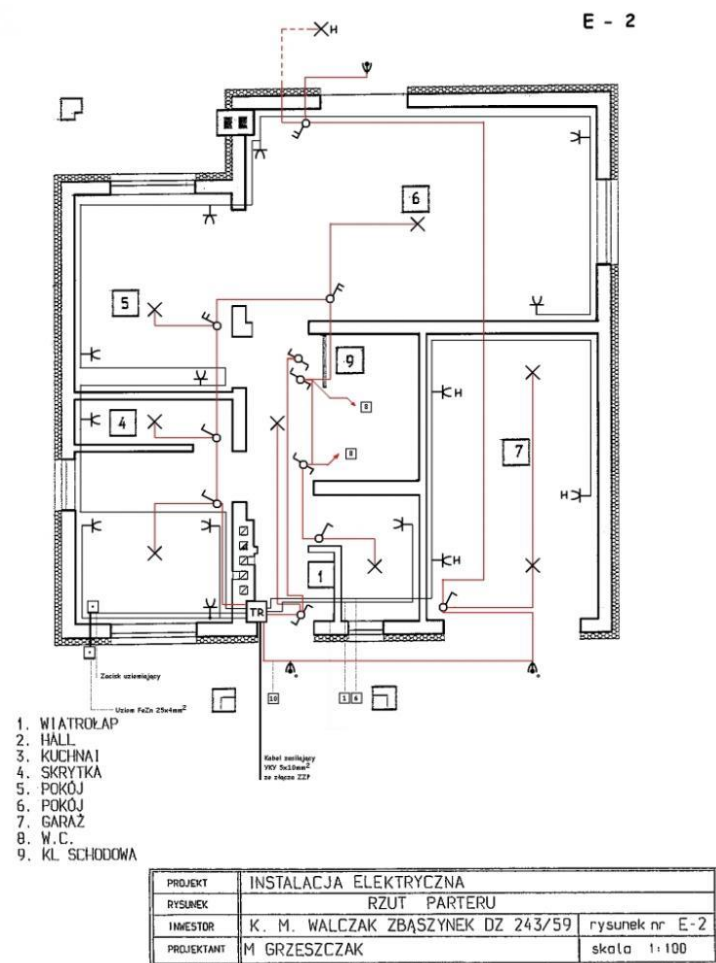 E - 2
H
6
5
9
8
4
H
7
8
H
1
H
TR
Zacisk uziemiający
Uziom FeZn 25x4mm²
10
1 6
Kabel zasilający
YKY 5x10mm²
ze złącza ZZP
1. WIATROŁAP
2. HALL
3. KUCHNAI
4. SKRYTKA
5. POKÓJ
6. POKÓJ
7. GARAŻ
8. W.C.
9. KL SCHODOWA
PROJEKT INSTALACJA ELEKTRYCZNA
RYSUNEK RZUT PARTERU
INWESTOR K. M. WALCZAK ZBĄSZYNEK DZ 243/59 rysunek nr E-2
PROJEKTANT M GRZESZCZAK skala 1:100